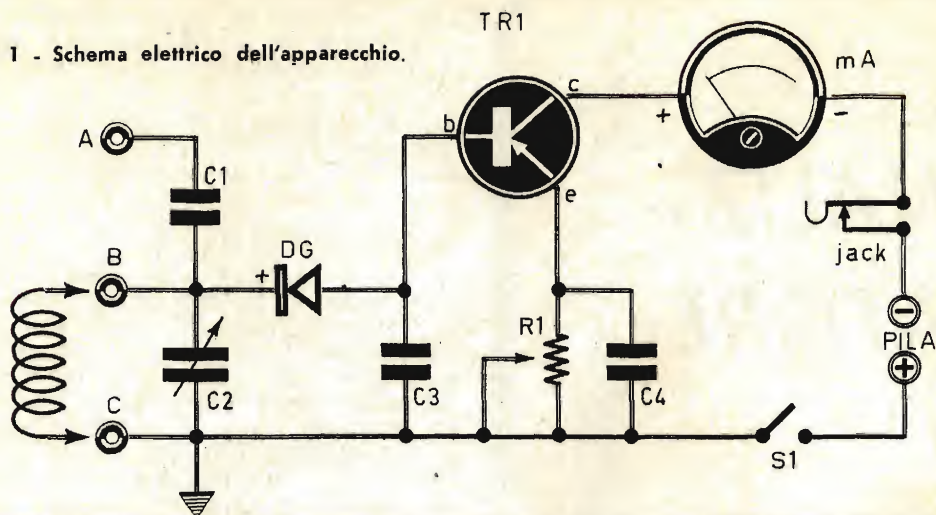 TR1
1 - Schema elettrico dell'apparecchio.
mA
A
b
c
+
-
C1
e
B
DG
+
jack
R1
-
PILA
+
C2
C3
C4
C
S1